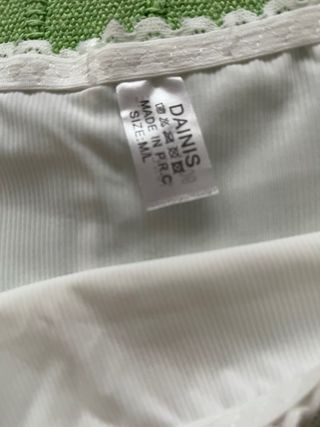 DAINIS
MADE IN P.R.C
SIZE: M/L